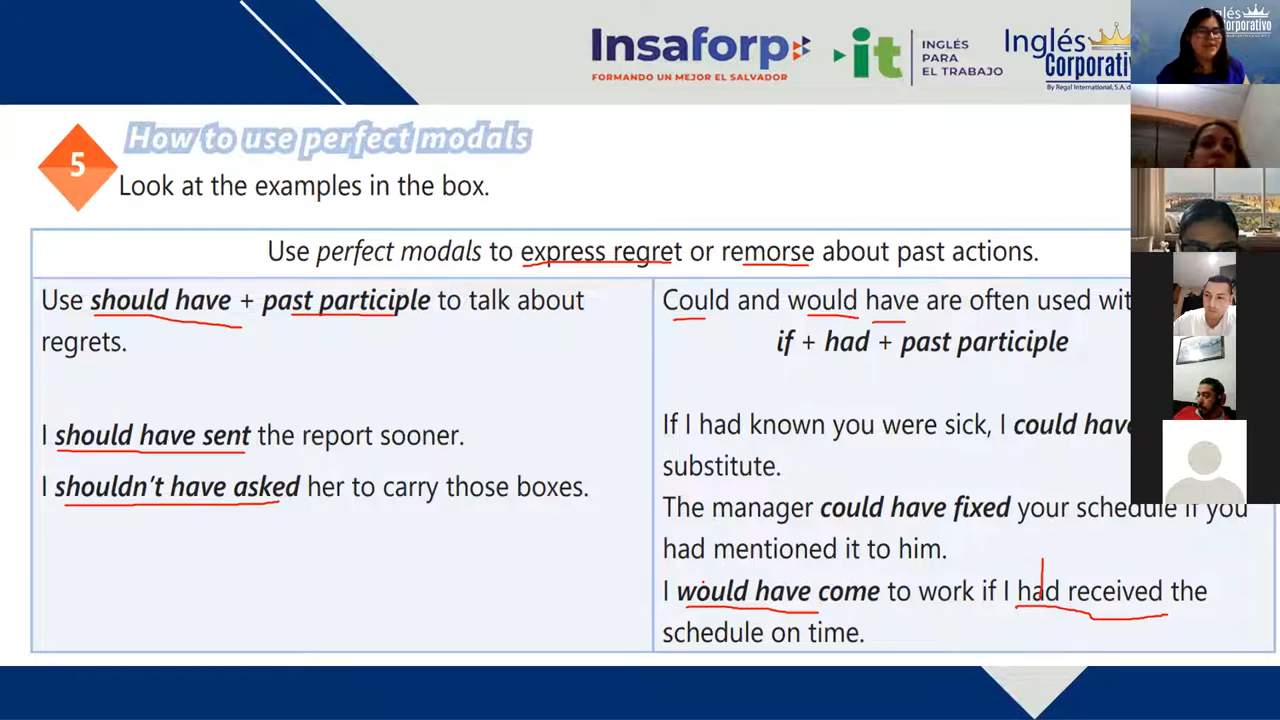 Insaforp
FORMANDO UN MEJOR EL SALVADOR
it
INGLÉS
PARA
EL TRABAJO
Inglés
Corporativ
By Regal International, S.A. d
Corporativo
5
How to use perfect modals
Look at the examples in the box.
Use perfect modals to express regret or remorse about past actions.
Use should have + past participle to talk about
regrets.
I should have sent the report sooner.
I shouldn't have asked her to carry those boxes.
Could and would have are often used wit
if + had + past participle
If I had known you were sick, I could have
substitute.
The manager could have fixed your schedule if you
had mentioned it to him.
I would have come to work if I had received the
schedule on time.